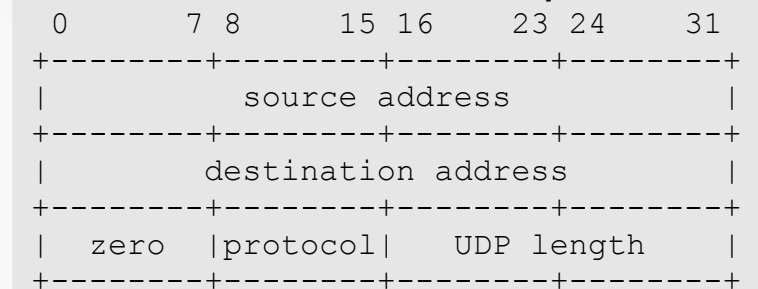 0 7 8 15 16 23 24 31
+--------+--------+--------+--------+
| source address |
+--------+--------+--------+--------+
| destination address |
+--------+--------+--------+--------+
| zero |protocol| UDP length |
+--------+--------+--------+--------+